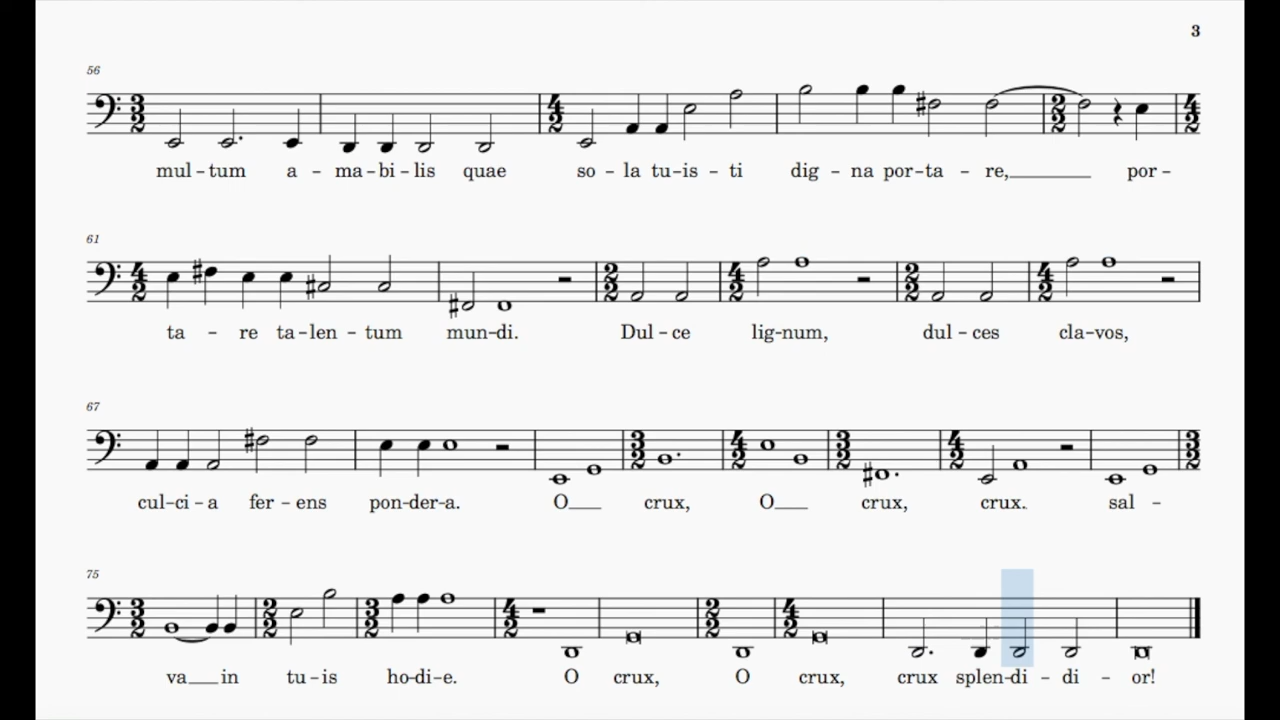 3
56
mul – tum a – ma – bi – lis quae so – la tu – is – ti dig – na por – ta – re, por –
61
ta – re ta – len – tum mun – di. Dul – ce lig – num, dul – ces cla – vos,
67
cul – ci – a fer – ens pon – der – a. O crux, O crux, crux. sal –
75
va in tu – is ho – di – e. O crux, O crux, crux splen – di – di – or!